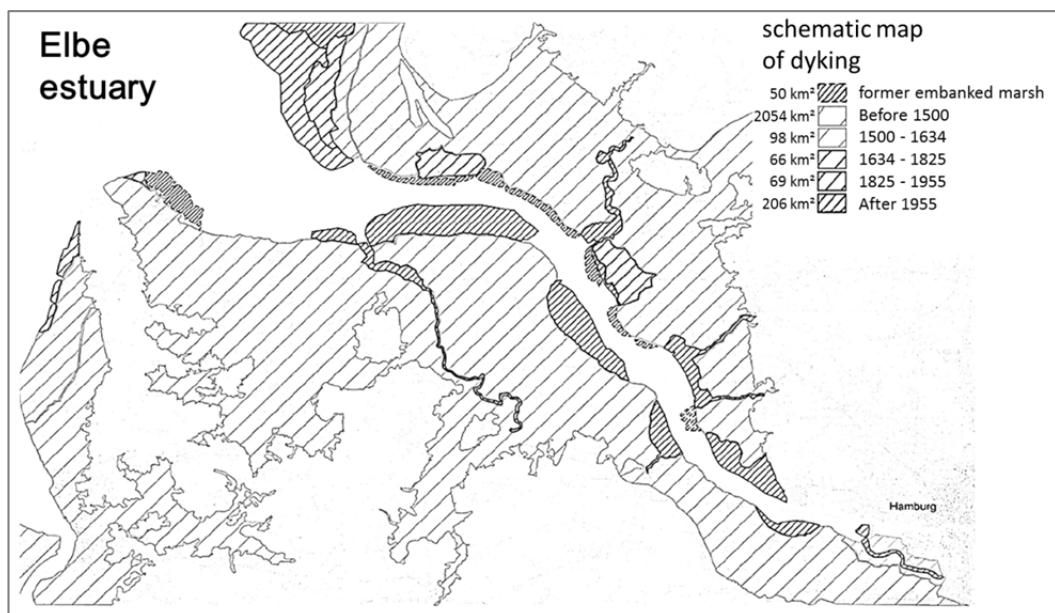 Elbe
estuary
schematic map
of dyking
50 km² former embanked marsh
2054 km² Before 1500
98 km² 1500 - 1634
66 km² 1634 - 1825
69 km² 1825 - 1955
206 km² After 1955
Hamburg